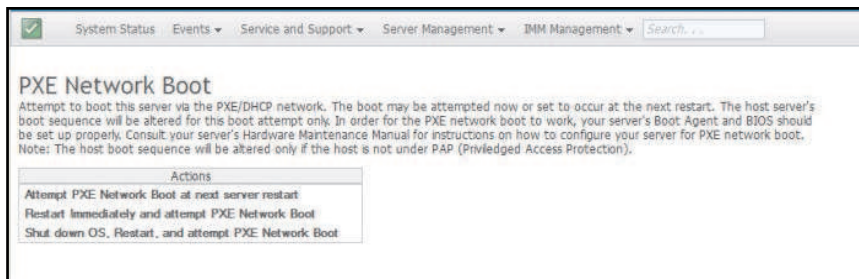 System Status Events Service and Support Server Management IMM Management Search. . .
PXE Network Boot
Attempt to boot this server via the PXE/DHCP network. The boot may be attempted now or set to occur at the next restart. The host server's
boot sequence will be altered for this boot attempt only. In order for the PXE network boot to work, your server's Boot Agent and BIOS should
be set up properly. Consult your server's Hardware Maintenance Manual for instructions on how to configure your server for PXE network boot.
Note: The host boot sequence will be altered only if the host is not under PAP (Priviledged Access Protection).
Actions
Attempt PXE Network Boot at next server restart
Restart Immediately and attempt PXE Network Boot
Shut down OS, Restart, and attempt PXE Network Boot